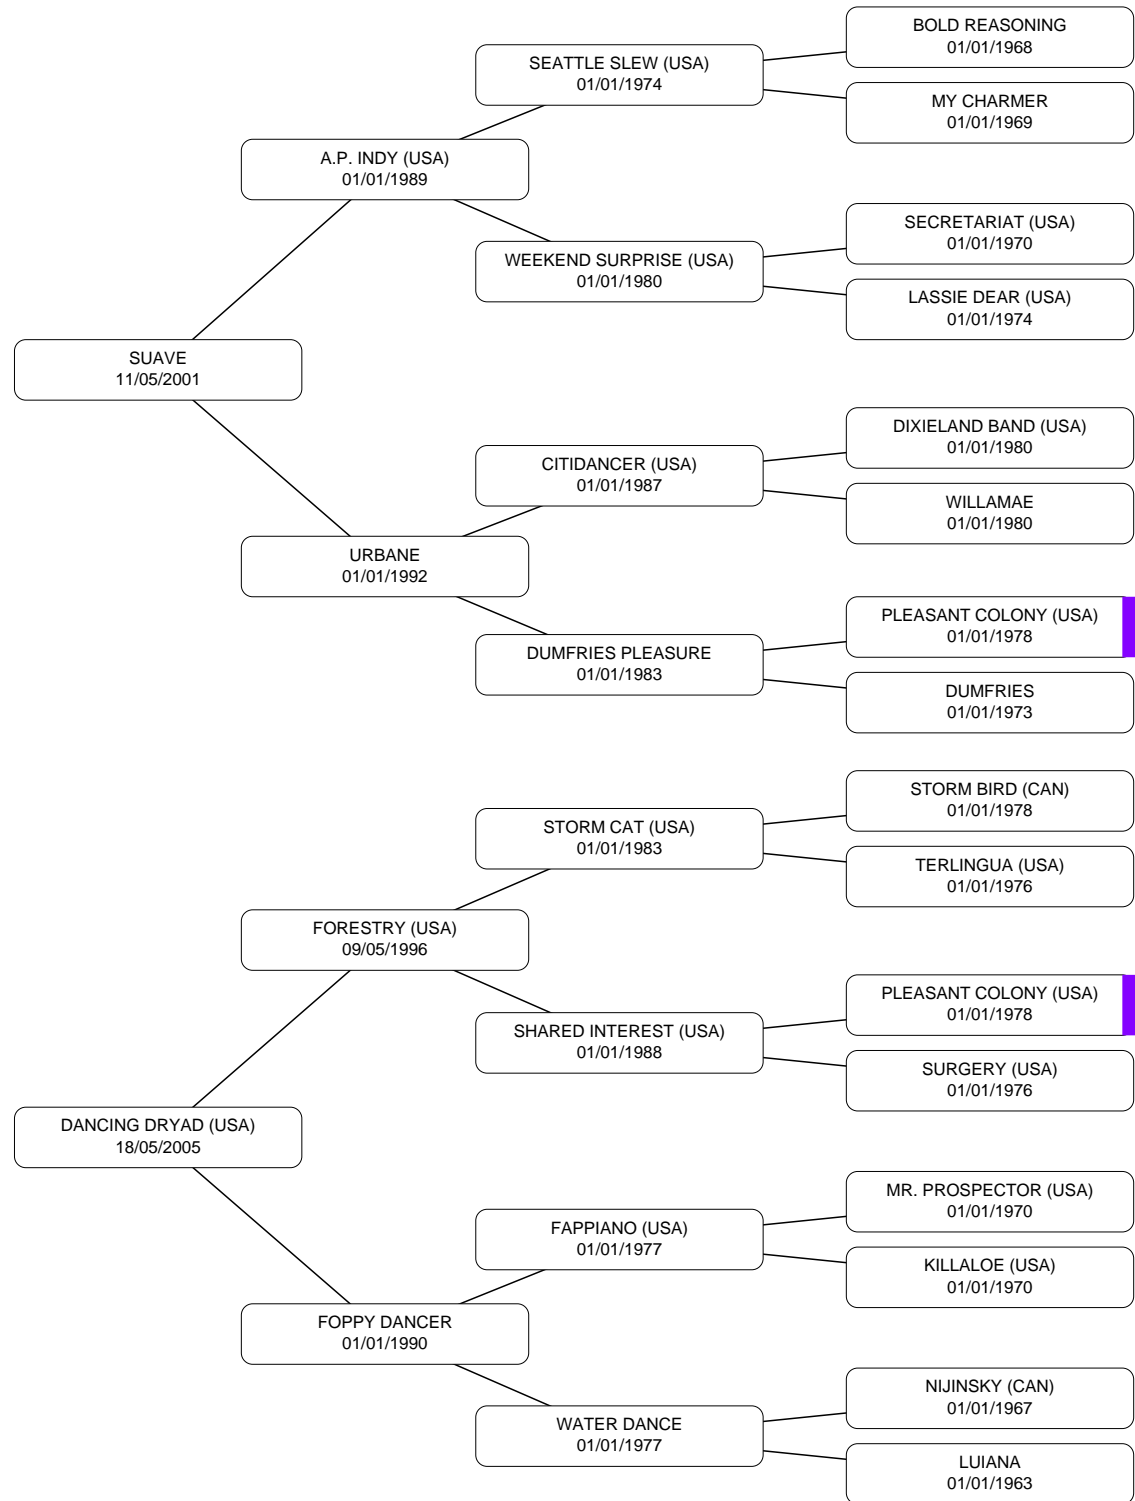 BOLD REASONING
01/01/1968
SEATTLE SLEW (USA)
01/01/1974
MY CHARMER
01/01/1969
A.P. INDY (USA)
01/01/1989
SECRETARIAT (USA)
01/01/1970
WEEKEND SURPRISE (USA)
01/01/1980
LASSIE DEAR (USA)
01/01/1974
SUAVE
11/05/2001
DIXIELAND BAND (USA)
01/01/1980
CITIDANCER (USA)
01/01/1987
WILLAMAE
01/01/1980
URBANE
01/01/1992
PLEASANT COLONY (USA)
01/01/1978
DUMFRIES PLEASURE
01/01/1983
DUMFRIES
01/01/1973
STORM BIRD (CAN)
01/01/1978
STORM CAT (USA)
01/01/1983
TERLINGUA (USA)
01/01/1976
FORESTRY (USA)
09/05/1996
PLEASANT COLONY (USA)
01/01/1978
SHARED INTEREST (USA)
01/01/1988
SURGERY (USA)
01/01/1976
DANCING DRYAD (USA)
18/05/2005
MR. PROSPECTOR (USA)
01/01/1970
FAPPIANO (USA)
01/01/1977
KILLALOE (USA)
01/01/1970
FOPPY DANCER
01/01/1990
NIJINSKY (CAN)
01/01/1967
WATER DANCE
01/01/1977
LUIANA
01/01/1963